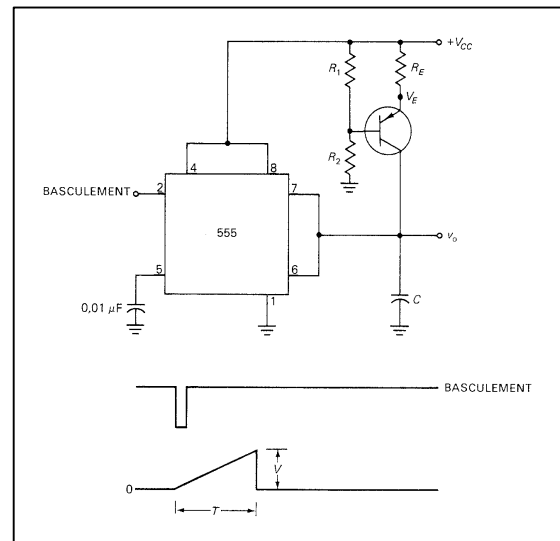 +V_CC
R_1
R_E
V_E
R_2
4
8
BASCULEMENT
2
7
555
v_o
5
6
1
0,01 µF
C
BASCULEMENT
0
V
T